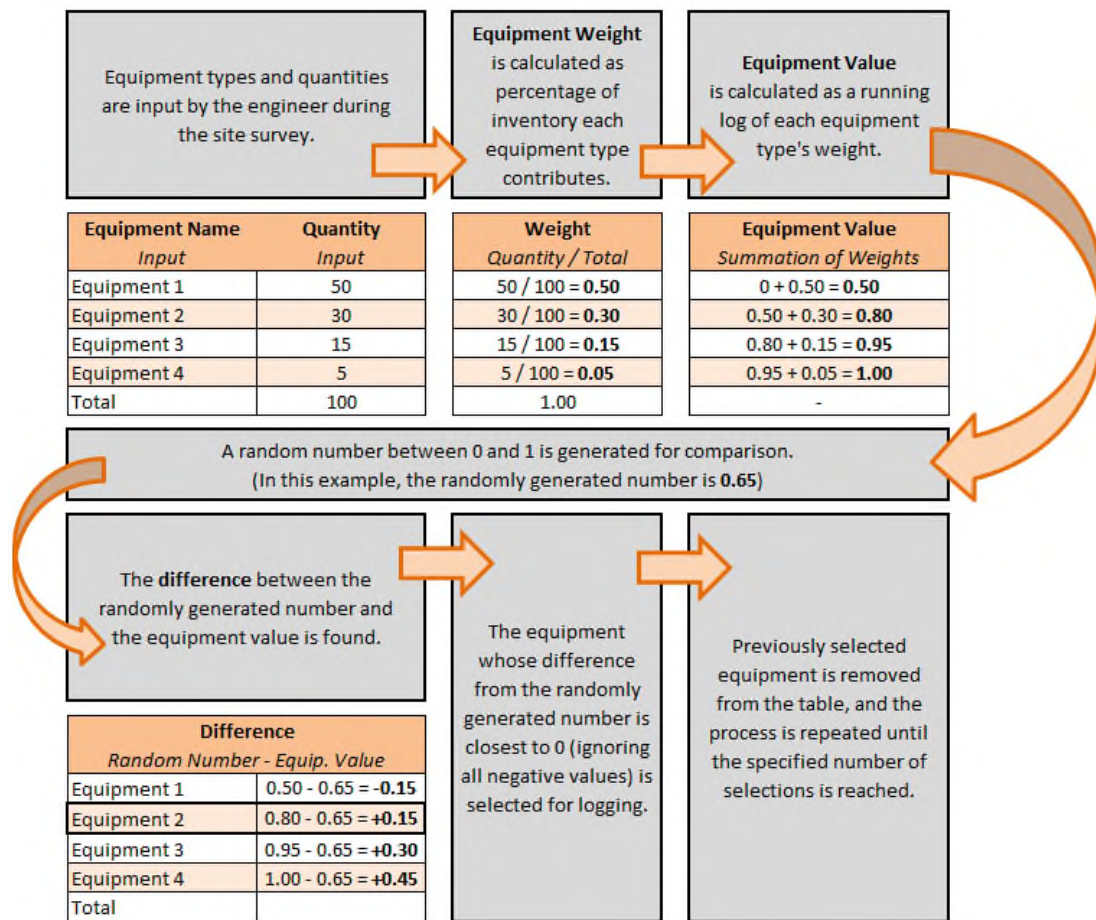 Equipment types and quantities
are input by the engineer during
the site survey.
Equipment Weight
is calculated as
percentage of
inventory each
equipment type
contributes.
Equipment Value
is calculated as a running
log of each equipment
type's weight.
Equipment Name Quantity
Input Input
Equipment 1 50
Equipment 2 30
Equipment 3 15
Equipment 4 5
Total 100
Weight
Quantity / Total
50 / 100 = 0.50
30 / 100 = 0.30
15 / 100 = 0.15
5 / 100 = 0.05
1.00
Equipment Value
Summation of Weights
0 + 0.50 = 0.50
0.50 + 0.30 = 0.80
0.80 + 0.15 = 0.95
0.95 + 0.05 = 1.00
-
A random number between 0 and 1 is generated for comparison.
(In this example, the randomly generated number is 0.65)
The difference between the
randomly generated number and
the equipment value is found.
Difference
Random Number - Equip. Value
Equipment 1 0.50 - 0.65 = -0.15
Equipment 2 0.80 - 0.65 = +0.15
Equipment 3 0.95 - 0.65 = +0.30
Equipment 4 1.00 - 0.65 = +0.45
Total
The equipment
whose difference
from the randomly
generated number is
closest to 0 (ignoring
all negative values) is
selected for logging.
Previously selected
equipment is removed
from the table, and the
process is repeated until
the specified number of
selections is reached.